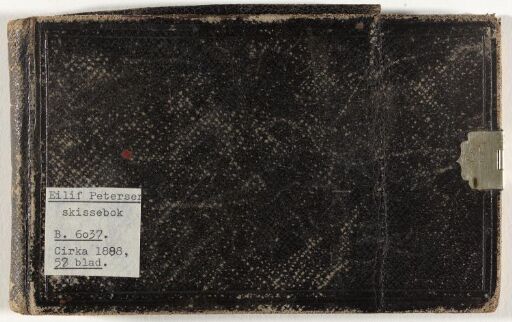 Eilif Petersen
skissebok
B. 6037.
Cirka 1888,
52 blad.